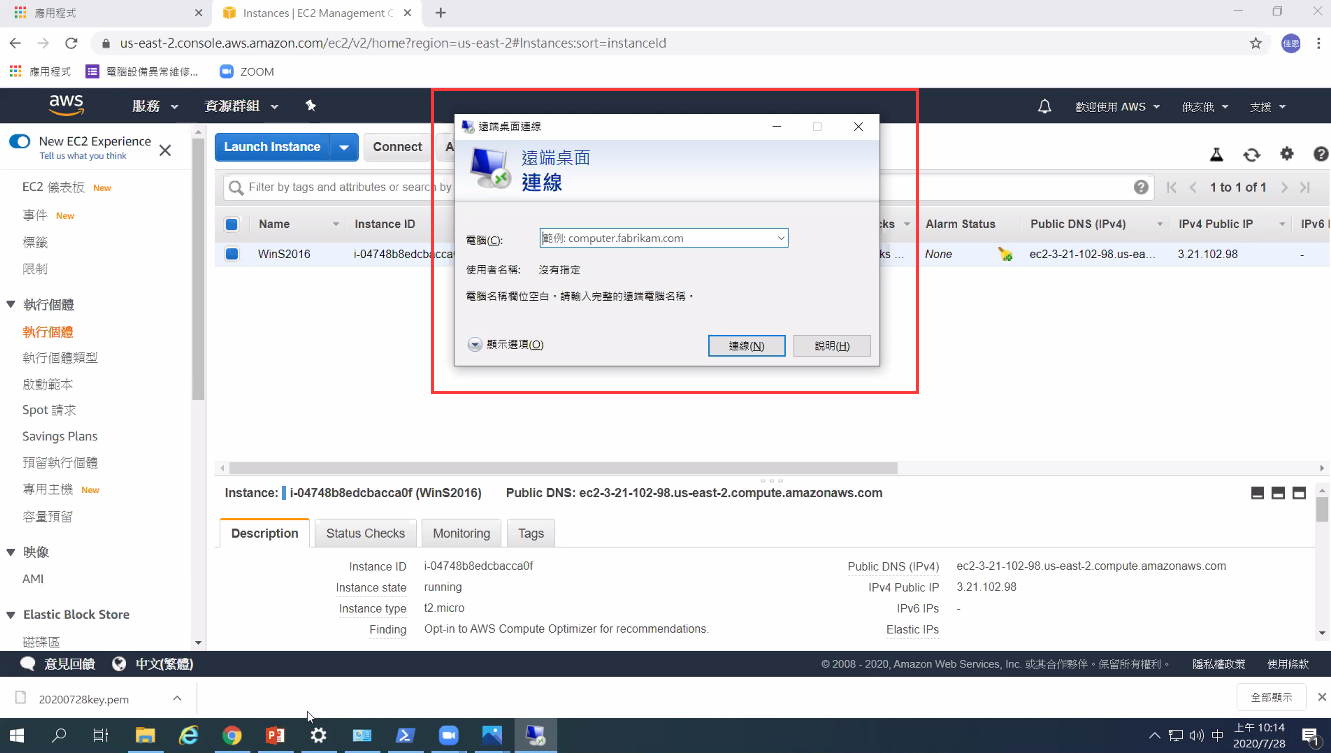 應用程式
Instances | EC2 Management C
us-east-2.console.aws.amazon.com/ec2/v2/home?region=us-east-2#Instances:sort=instanceId
佳恩
應用程式
電腦設備異常維修...
ZOOM
aws
服務
資源群組
歡迎使用 AWS
俄亥俄
支援
New EC2 Experience
Tell us what you think
EC2 儀表板 New
事件 New
標籤
限制
執行個體
執行個體
執行個體類型
啟動範本
Spot 請求
Savings Plans
預留執行個體
專用主機 New
容量預留
映像
AMI
Elastic Block Store
磁碟區
Launch Instance
Connect
A
Filter by tags and attributes or search by
1 to 1 of 1
Name
Instance ID
cks
Alarm Status
Public DNS (IPv4)
IPv4 Public IP
IPv6 I
WinS2016
i-04748b8edcbacca
ks ...
None
ec2-3-21-102-98.us-ea...
3.21.102.98
-
遠端桌面連線
遠端桌面
連線
電腦(C):
範例: computer.fabrikam.com
使用者名稱: 沒有指定
電腦名稱欄位空白。請輸入完整的遠端電腦名稱。
顯示選項(O)
連線(N)
說明(H)
Instance: i-04748b8edcbacca0f (WinS2016) Public DNS: ec2-3-21-102-98.us-east-2.compute.amazonaws.com
Description
Status Checks
Monitoring
Tags
Instance ID i-04748b8edcbacca0f
Instance state running
Instance type t2.micro
Finding Opt-in to AWS Compute Optimizer for recommendations.
Public DNS (IPv4) ec2-3-21-102-98.us-east-2.compute.amazonaws.com
IPv4 Public IP 3.21.102.98
IPv6 IPs -
Elastic IPs
意見回饋
中文(繁體)
© 2008 - 2020, Amazon Web Services, Inc. 或其合作夥伴。保留所有權利。
隱私權政策
使用條款
20200728key.pem
全部顯示
中
上午 10:14
2020/7/28
1